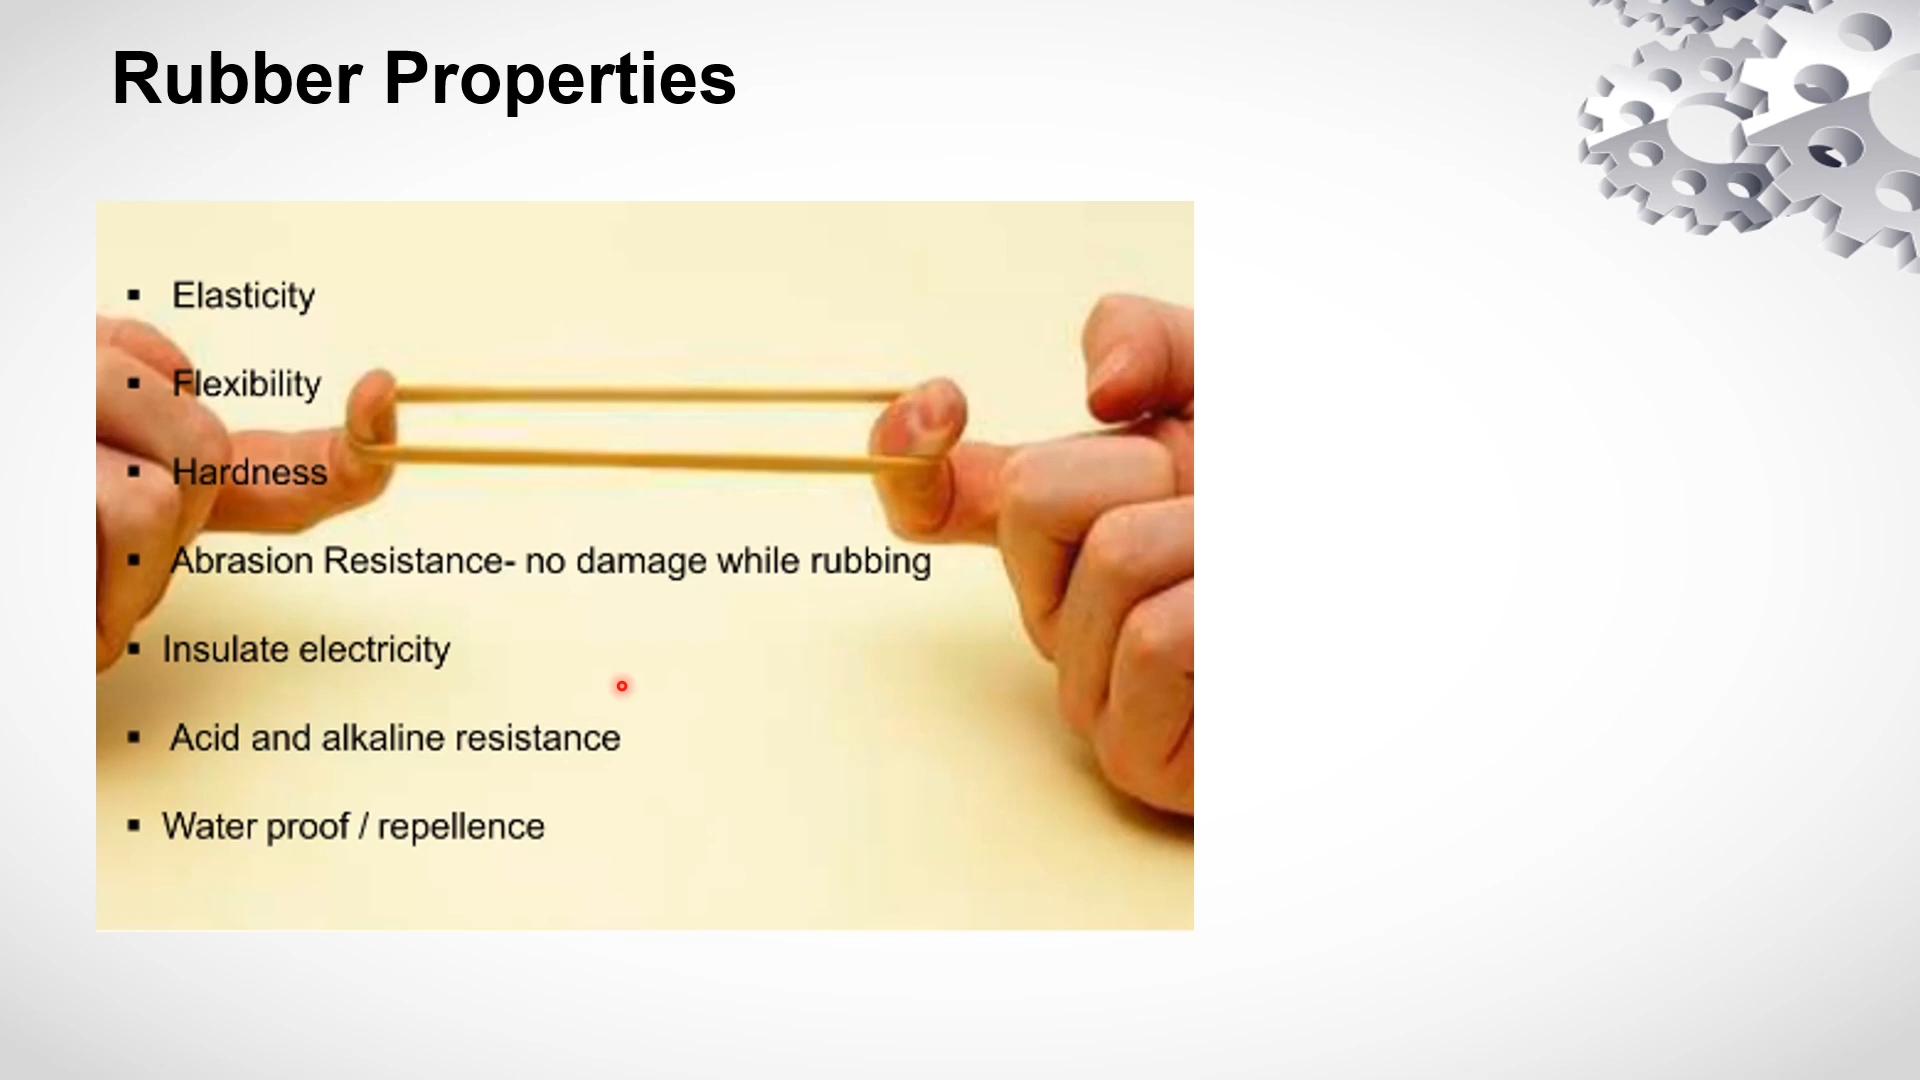 Rubber Properties
▪ Elasticity
▪ Flexibility
▪ Hardness
▪ Abrasion Resistance- no damage while rubbing
▪ Insulate electricity
▪ Acid and alkaline resistance
▪ Water proof / repellence